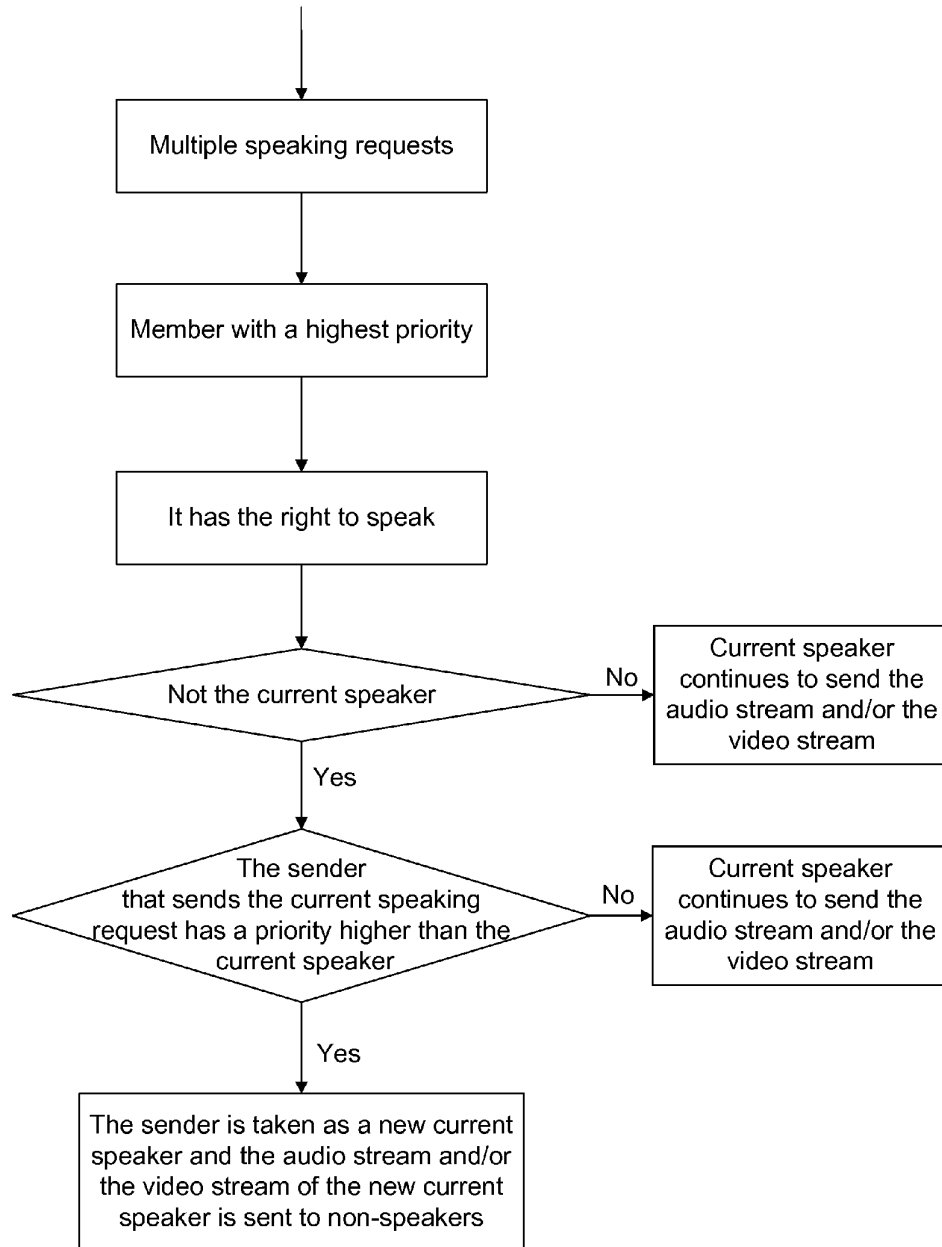 Multiple speaking requests
Member with a highest priority
It has the right to speak
Not the current speaker
No
Current speaker
continues to send the
audio stream and/or the
video stream
Yes
The sender
that sends the current speaking
request has a priority higher than the
current speaker
No
Current speaker
continues to send the
audio stream and/or the
video stream
Yes
The sender is taken as a new current
speaker and the audio stream and/or
the video stream of the new current
speaker is sent to non-speakers